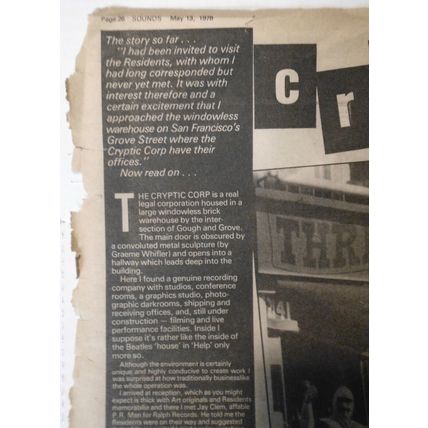 Page 26 SOUNDS May 13, 1978
The story so far . . .
"I had been invited to visit
the Residents, with whom I
had long corresponded but
never yet met. It was with
interest therefore and a
certain excitement that I
approached the windowless
warehouse on San Francisco's
Grove Street where the
Cryptic Corp have their
offices."
Now read on . . .
cr
THE CRYPTIC CORP is a real
legal corporation housed in a
large windowless brick
warehouse by the inter-
section of Gough and Grove.
The main door is obscured by
a convoluted metal sculpture (by
Graeme Whifler) and opens into a
hallway which leads deep into the
building.
Here I found a genuine recording
company with studios, conference
rooms, a graphics studio, photo-
graphic darkrooms, shipping and
receiving offices, and, still under
construction — filming and live
performance facilities. Inside I
suppose it's rather like the inside of
the Beatles 'house' in 'Help' only
more so.
Although the environment is certainly
unique and highly conducive to create work I
was surprised at how traditionally businesslike
the whole operation was.
I arrived at reception, which as you might
expect is thick with Art originals and Residents
memorabilia and there I met Jay Clem, affable
P.R. Man for Ralph Records. He told me the
Residents were on their way and suggested